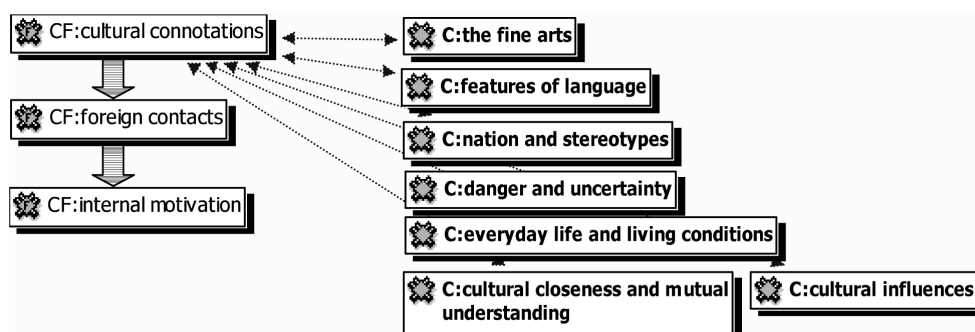 CF:cultural connotations
CF:foreign contacts
CF:internal motivation
C:the fine arts
C:features of language
C:nation and stereotypes
C:danger and uncertainty
C:everyday life and living conditions
C:cultural closeness and mutual
understanding
C:cultural influences